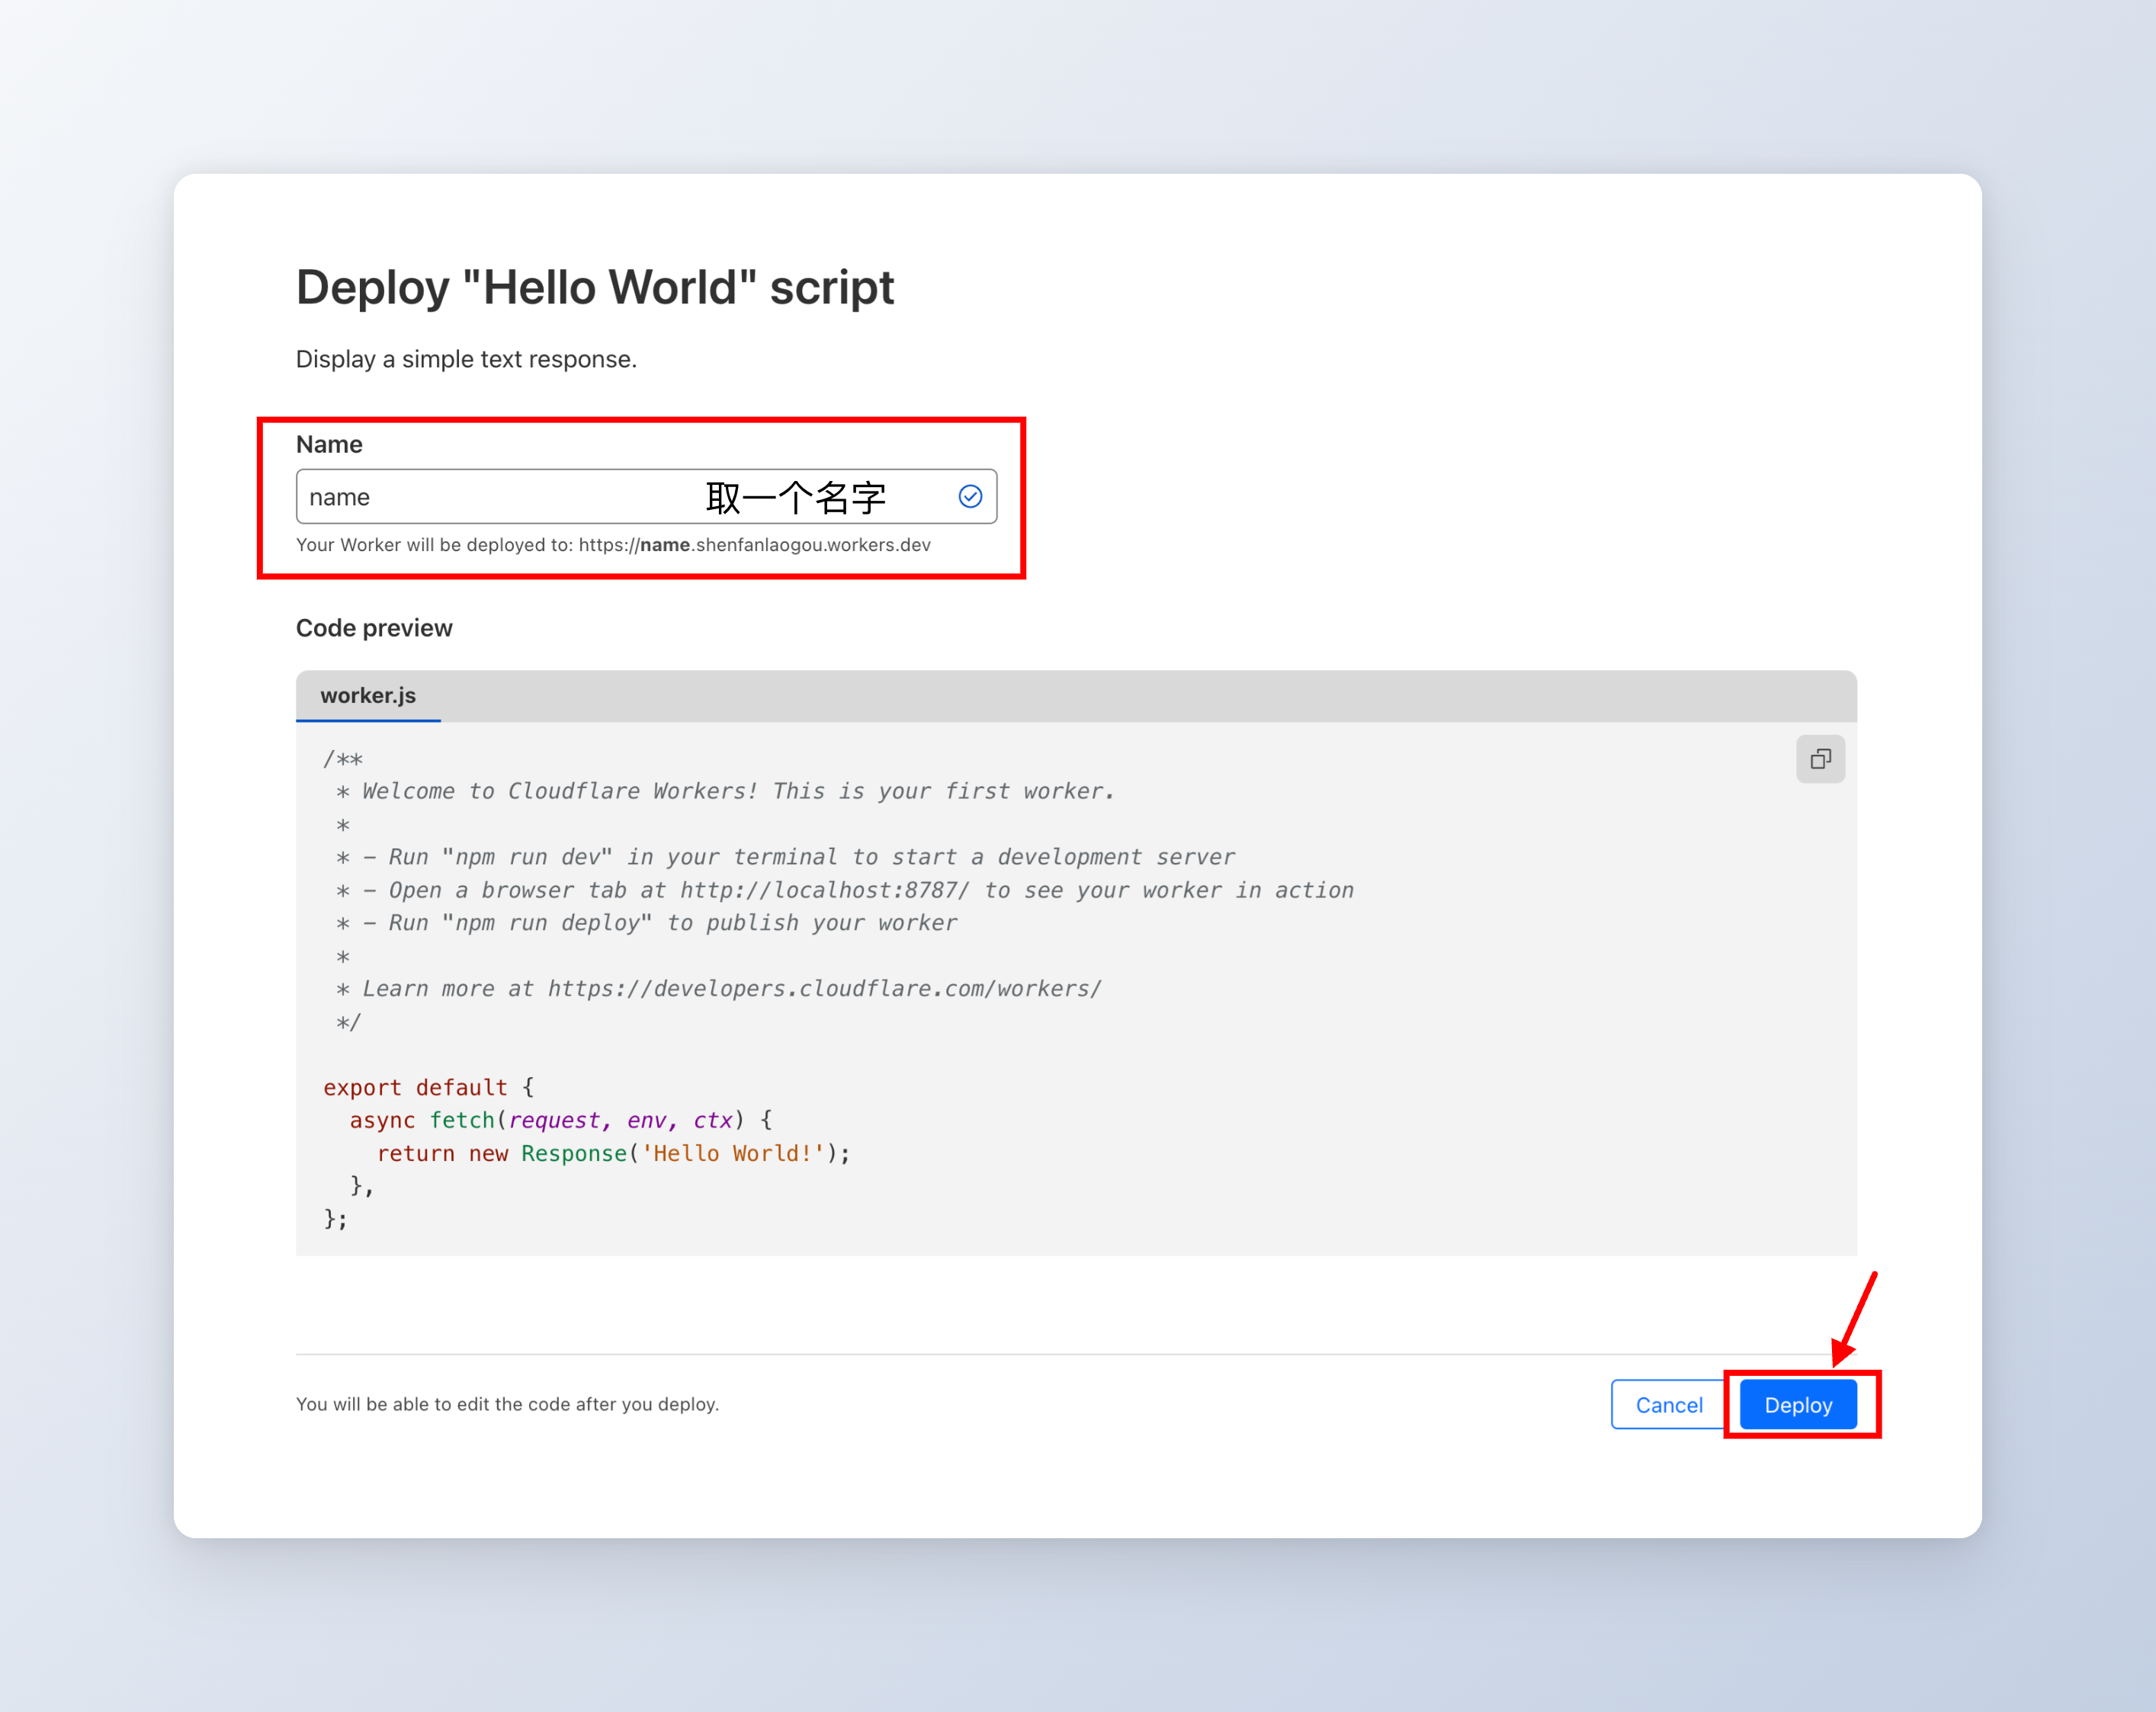 Deploy "Hello World" script
Display a simple text response.
Name
name 取一个名字
Your Worker will be deployed to: https://name.shenfanlaogou.workers.dev
Code preview
worker.js
/**
 * Welcome to Cloudflare Workers! This is your first worker.
 *
 * - Run "npm run dev" in your terminal to start a development server
 * - Open a browser tab at http://localhost:8787/ to see your worker in action
 * - Run "npm run deploy" to publish your worker
 *
 * Learn more at https://developers.cloudflare.com/workers/
 */
export default {
  async fetch(request, env, ctx) {
    return new Response('Hello World!');
  },
};
You will be able to edit the code after you deploy.
Cancel
Deploy